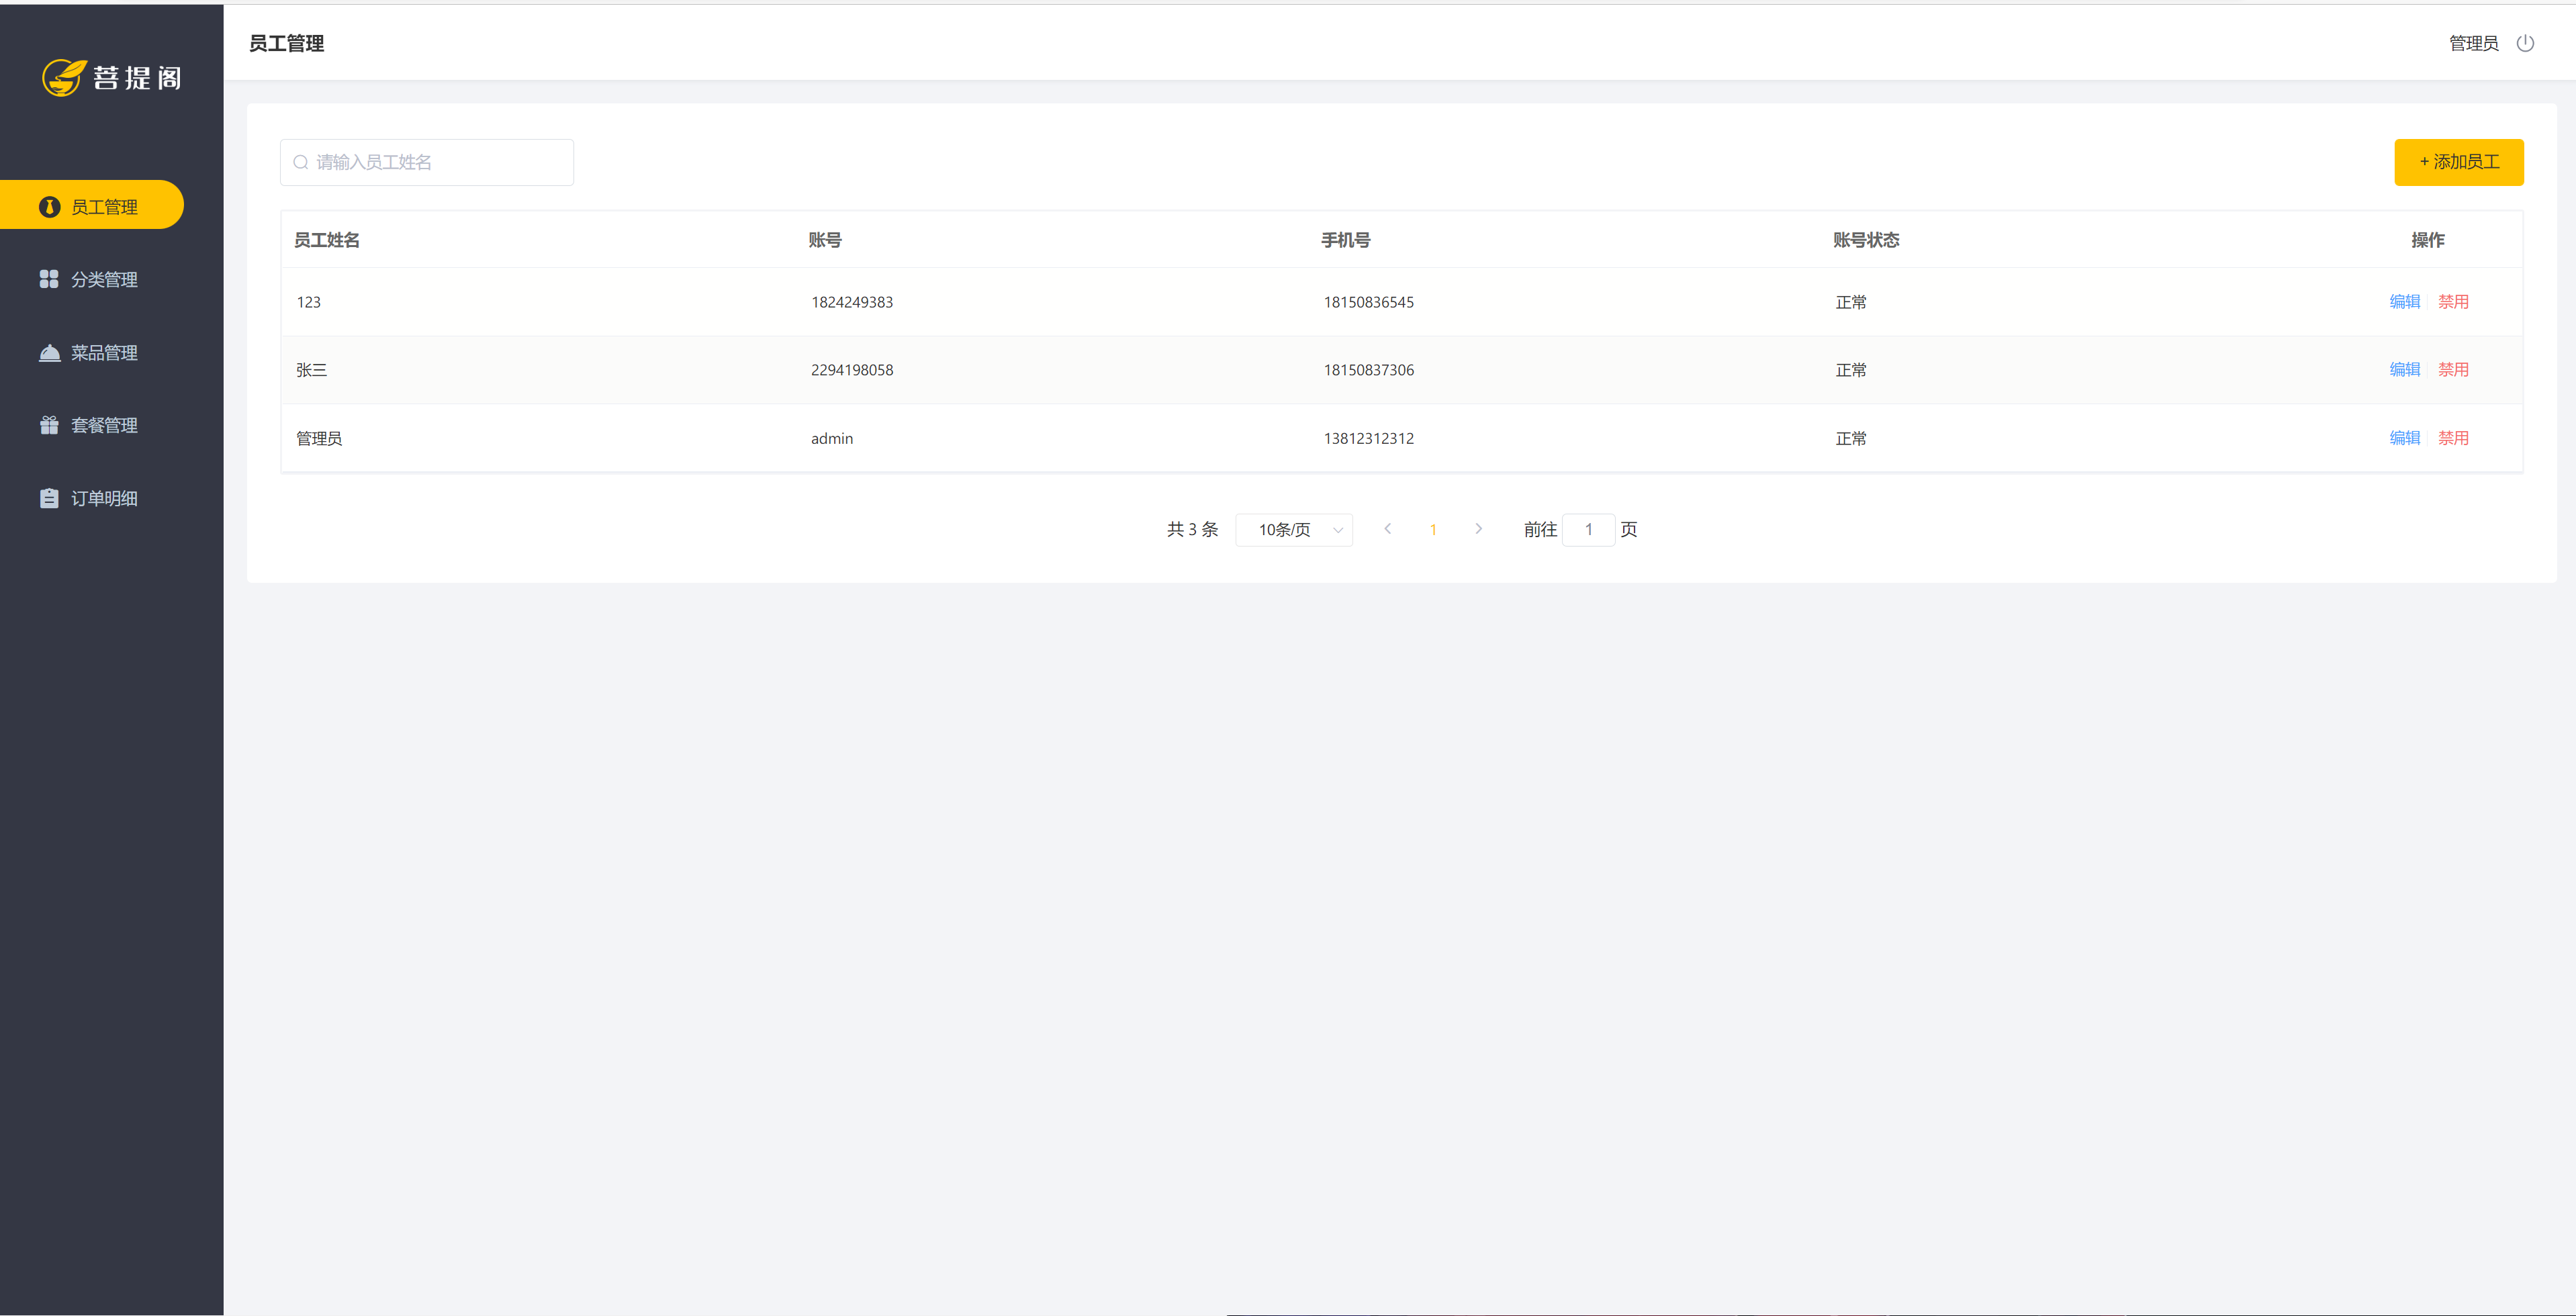 菩提阁
员工管理
分类管理
菜品管理
套餐管理
订单明细
员工管理
管理员
请输入员工姓名
+ 添加员工
员工姓名 账号 手机号 账号状态 操作
123 1824249383 18150836545 正常 编辑 禁用
张三 2294198058 18150837306 正常 编辑 禁用
管理员 admin 13812312312 正常 编辑 禁用
共 3 条 10条/页 1 前往 1 页